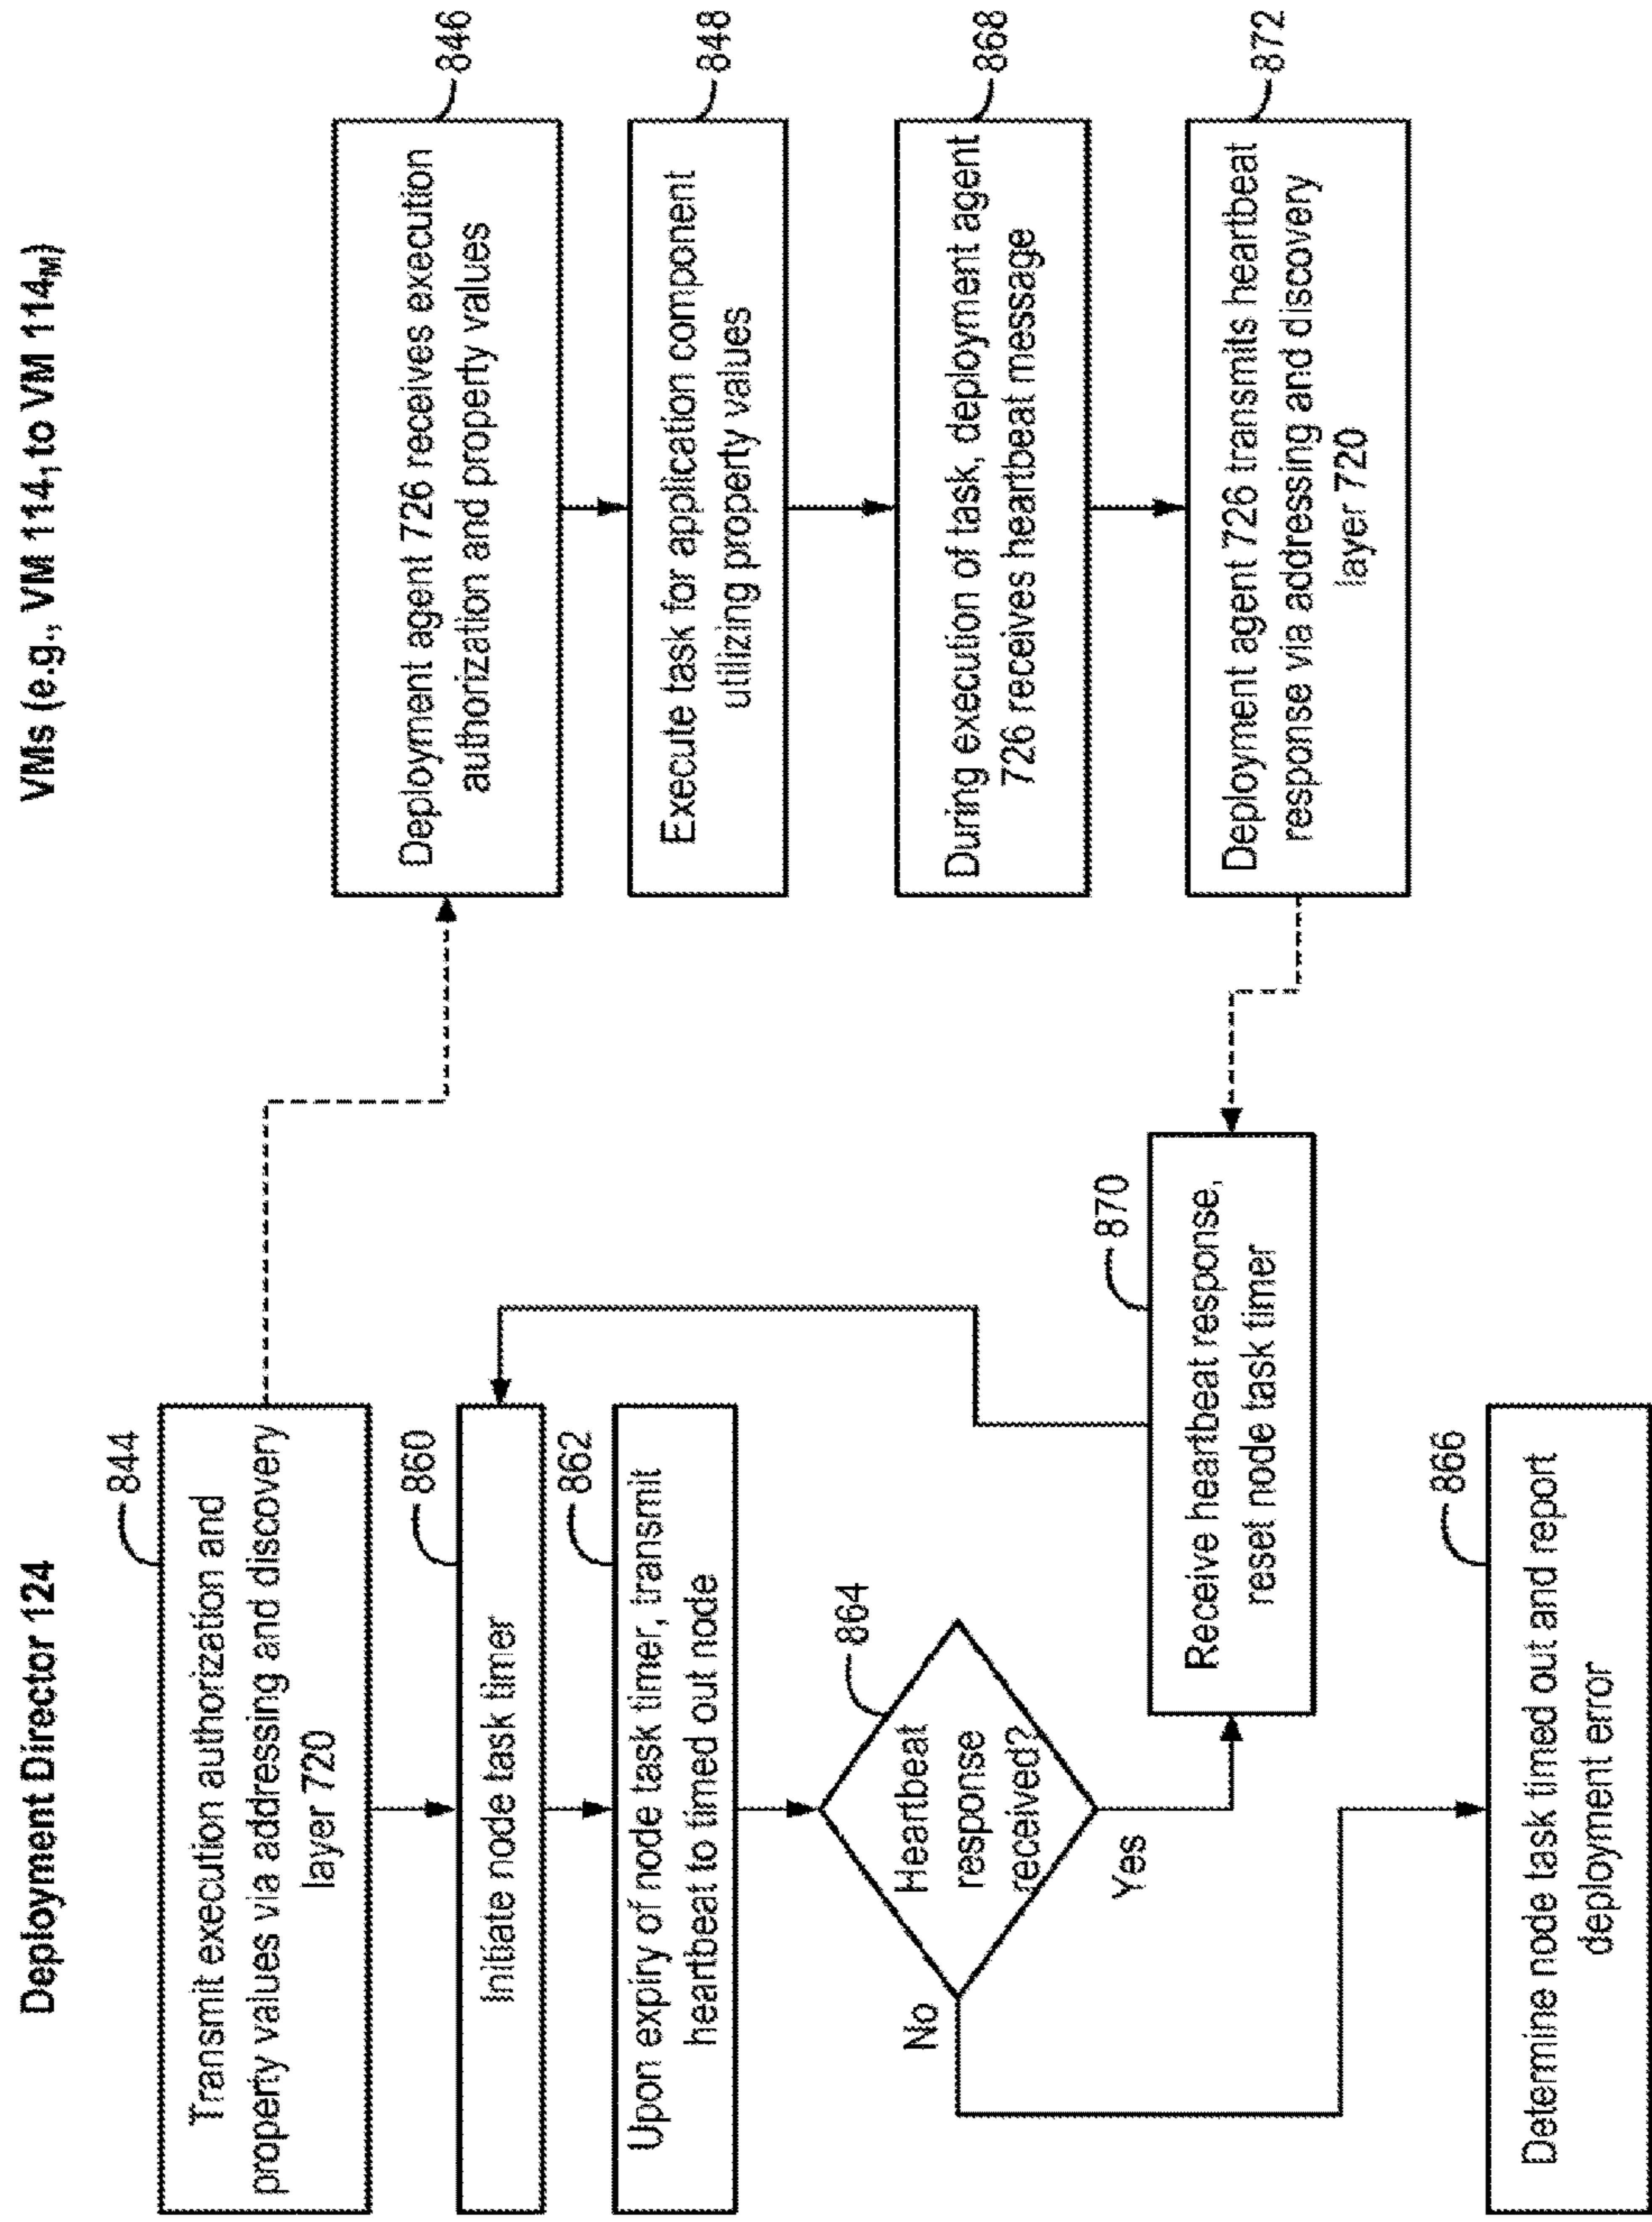 Deployment Director 124
VMs (e.g., VM 114₁ to VM 114ₘ)
844
Transmit execution authorization and
property values via addressing and discovery
layer 720
860
Initiate node task timer
862
Upon expiry of node task timer, transmit
heartbeat to timed out node
864
Heartbeat
response
received?
No
Yes
870
Receive heartbeat response,
reset node task timer
866
Determine node task timed out and report
deployment error
846
Deployment agent 726 receives execution
authorization and property values
848
Execute task for application component
utilizing property values
868
During execution of task, deployment agent
726 receives heartbeat message
872
Deployment agent 726 transmits heartbeat
response via addressing and discovery
layer 720